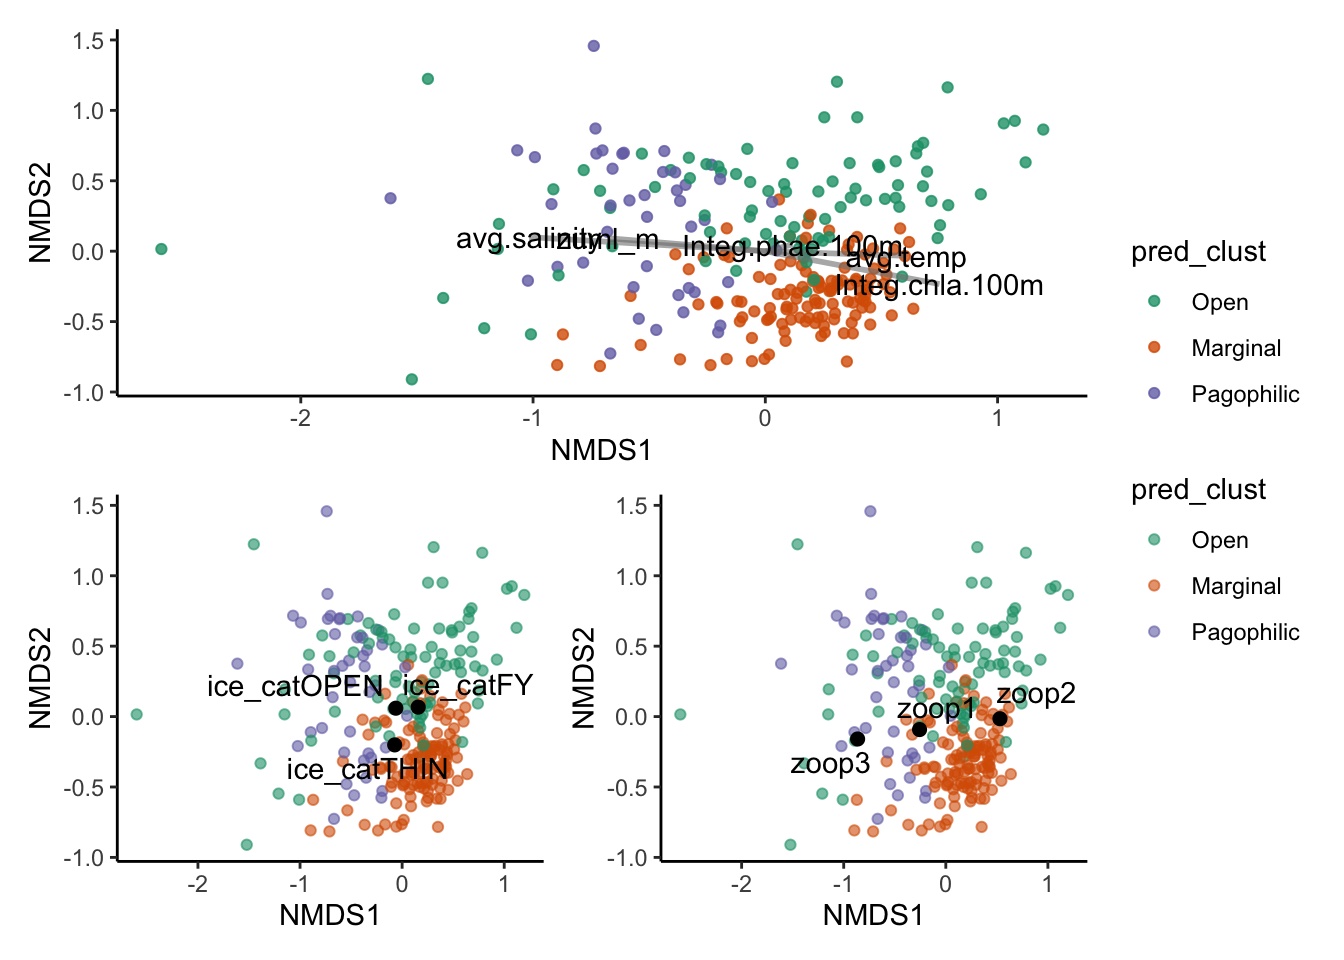 1.5
1.0
0.5
0.0
-0.5
-1.0
NMDS2
avg.salinity
zuml_m
Integ.phae.100m
avg.temp
Integ.chla.100m
-2 -1 0 1
NMDS1
pred_clust
Open
Marginal
Pagophilic
pred_clust
Open
Marginal
Pagophilic
1.5
1.0
0.5
0.0
-0.5
-1.0
NMDS2
ice_catOPEN
ice_catFY
ice_catTHIN
-2 -1 0 1
NMDS1
1.5
1.0
0.5
0.0
-0.5
-1.0
NMDS2
zoop2
zoop1
zoop3
-2 -1 0 1
NMDS1